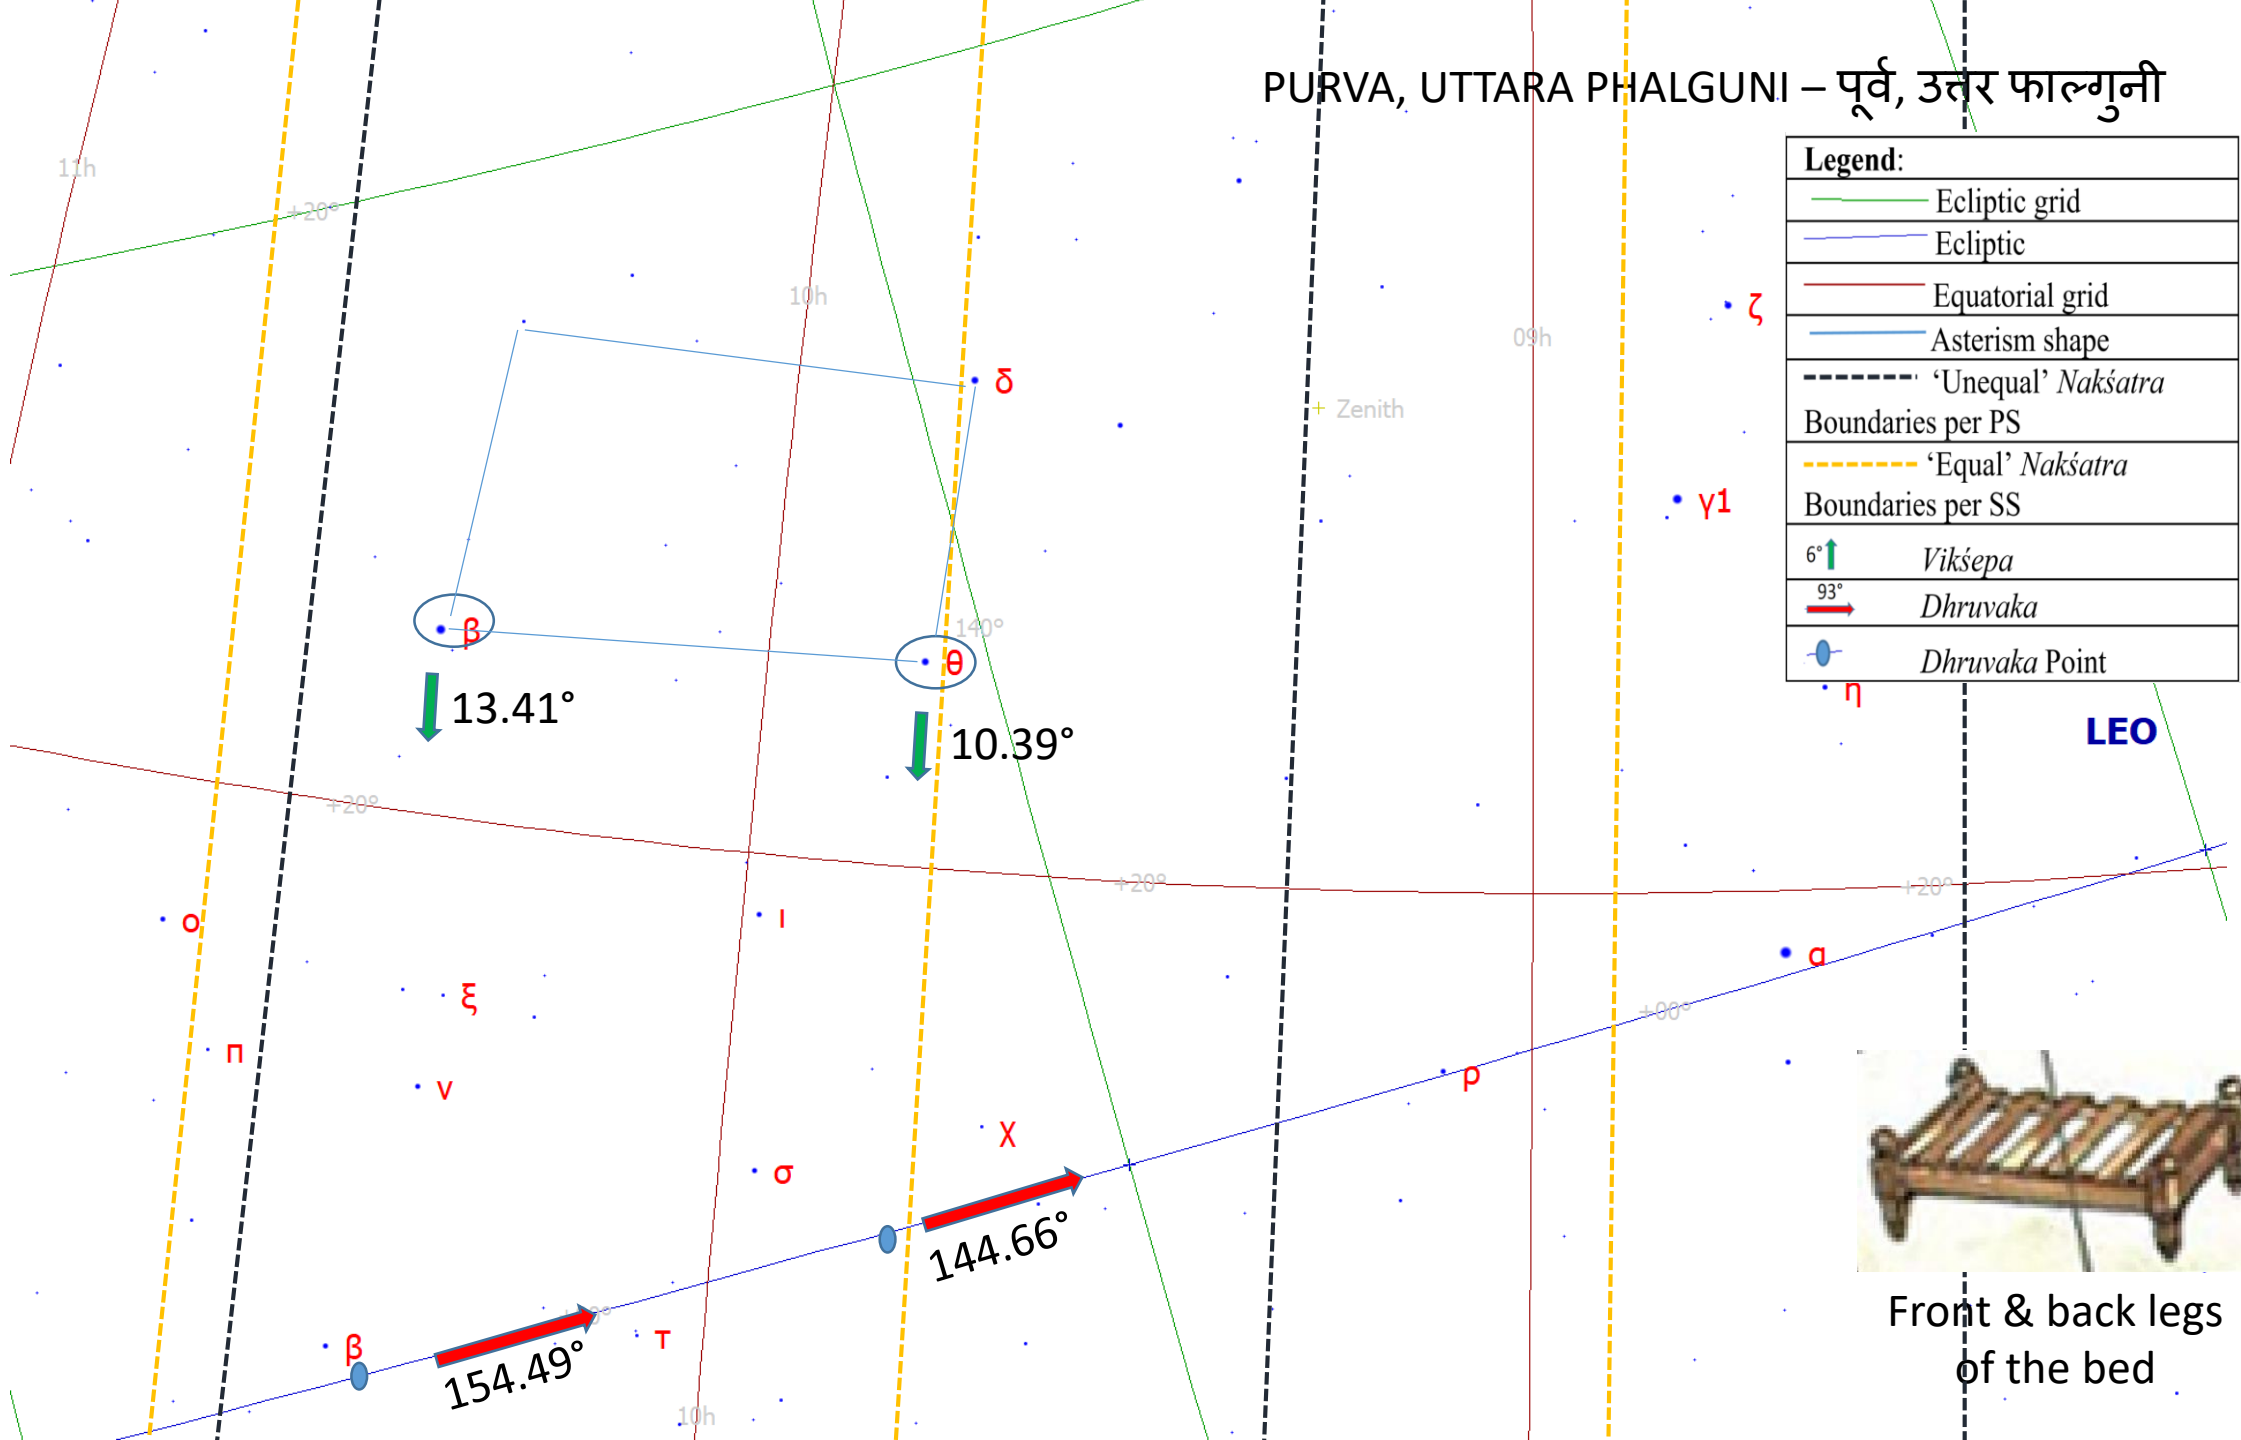 PURVA, UTTARA PHALGUNI – पूर्व, उत्तर फाल्गुनी
11h
+20°
10h
09h
ζ
δ
Zenith
γ1
Legend:
Ecliptic grid
Ecliptic
Equatorial grid
Asterism shape
‘Unequal’ Nakśatra
Boundaries per PS
‘Equal’ Nakśatra
Boundaries per SS
6° Vikśepa
93° Dhruvaka
Dhruvaka Point
β
θ
140°
η
13.41°
10.39°
LEO
+20°
+20°
+20°
ο
ι
α
ξ
π
ν
+00°
ρ
χ
σ
144.66°
β
τ
154.49°
10h
Front & back legs
of the bed